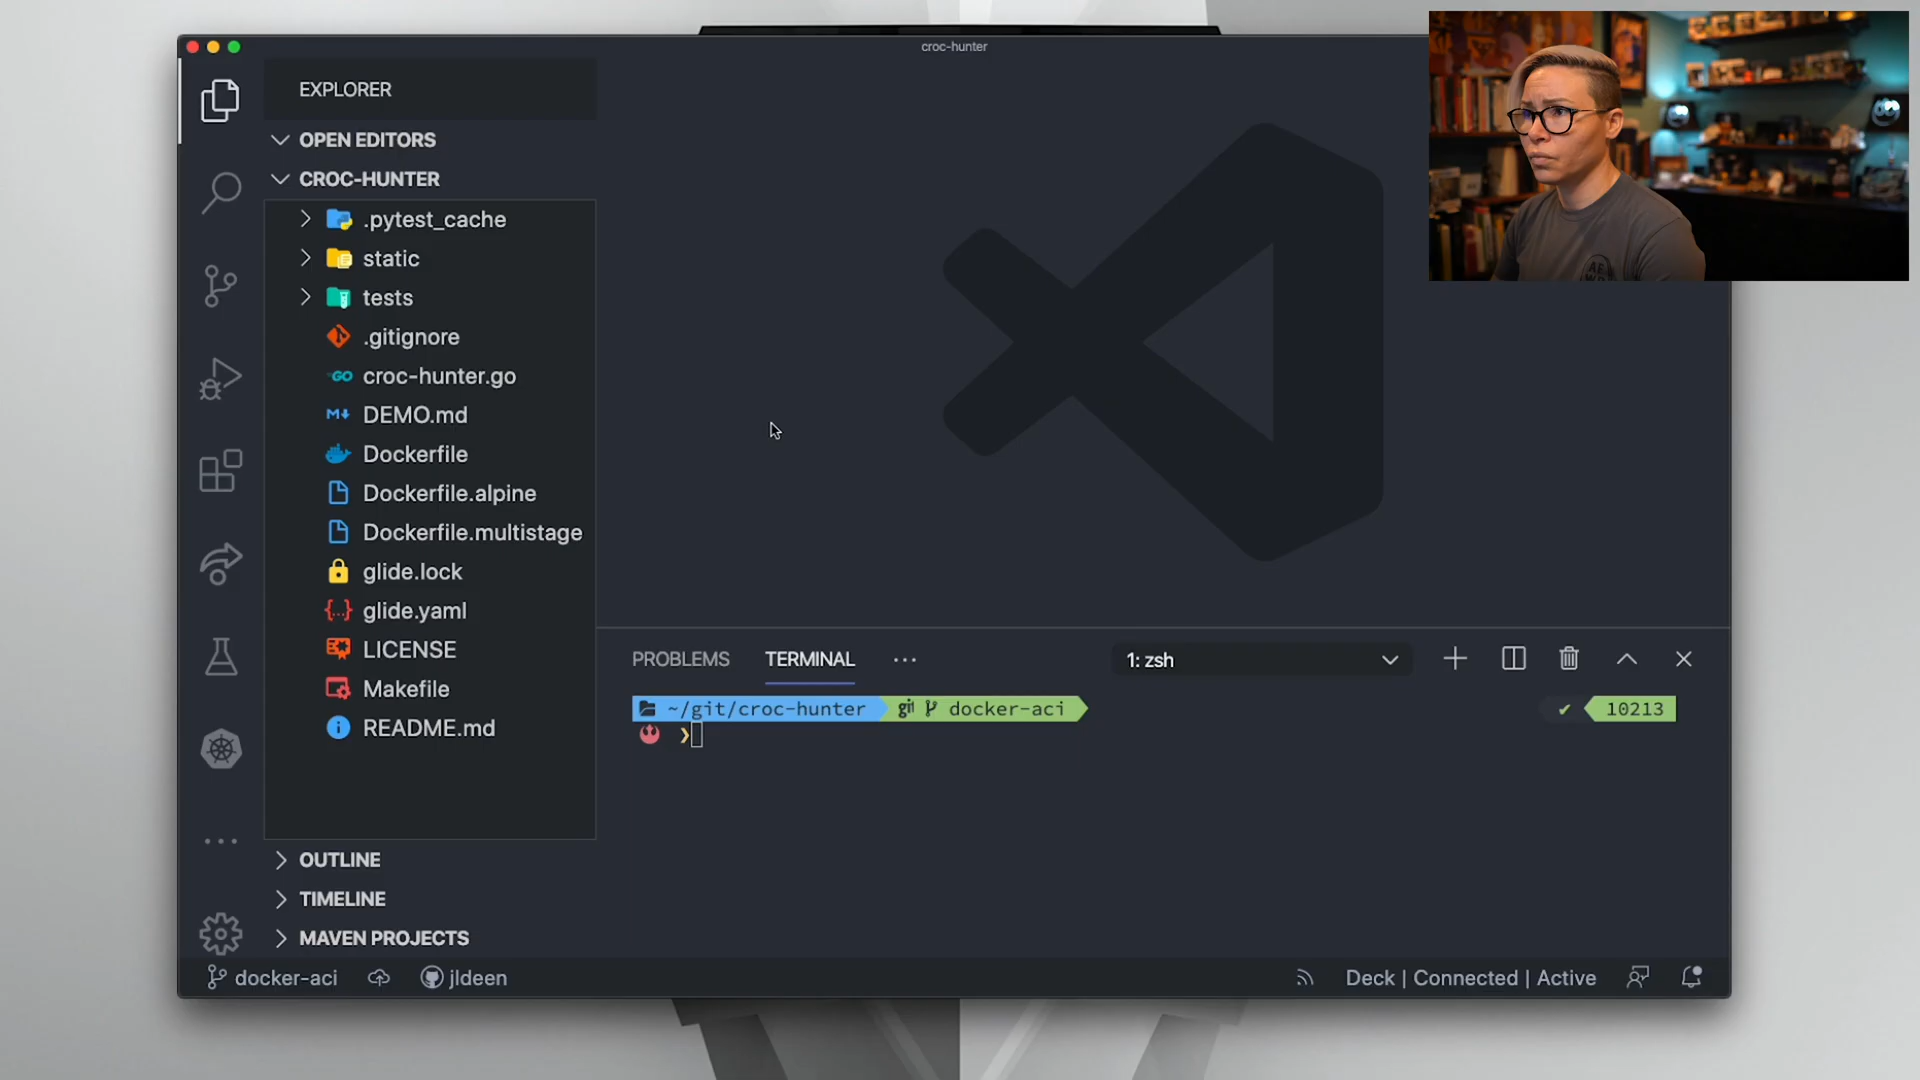 croc-hunter
EXPLORER
OPEN EDITORS
CROC-HUNTER
.pytest_cache
static
tests
.gitignore
GO croc-hunter.go
DEMO.md
Dockerfile
Dockerfile.alpine
Dockerfile.multistage
glide.lock
glide.yaml
LICENSE
Makefile
README.md
OUTLINE
TIMELINE
MAVEN PROJECTS
PROBLEMS TERMINAL ...
1: zsh
~/git/croc-hunter git docker-aci
✔ 10213
❯
docker-aci jldeen
Deck | Connected | Active